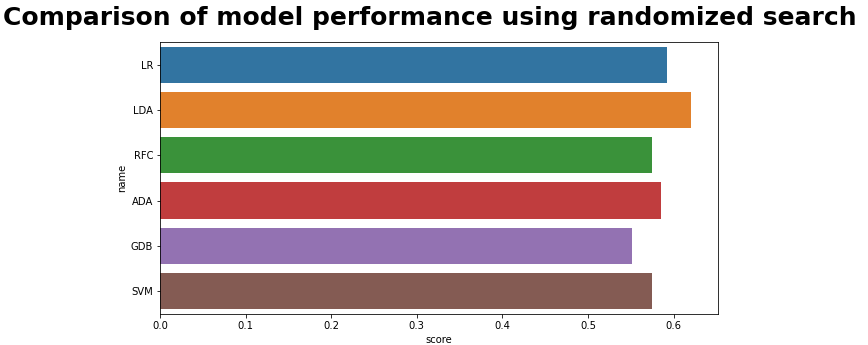 Comparison of model performance using randomized search
LR
LDA
RFC
ADA
GDB
SVM
name
0.0 0.1 0.2 0.3 0.4 0.5 0.6
score